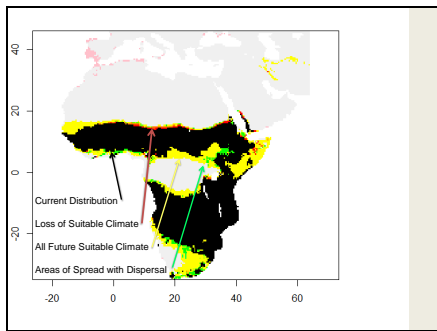 40
20
0
-20
Current Distribution
Loss of Suitable Climate
All Future Suitable Climate
Areas of Spread with Dispersal
-20 0 20 40 60